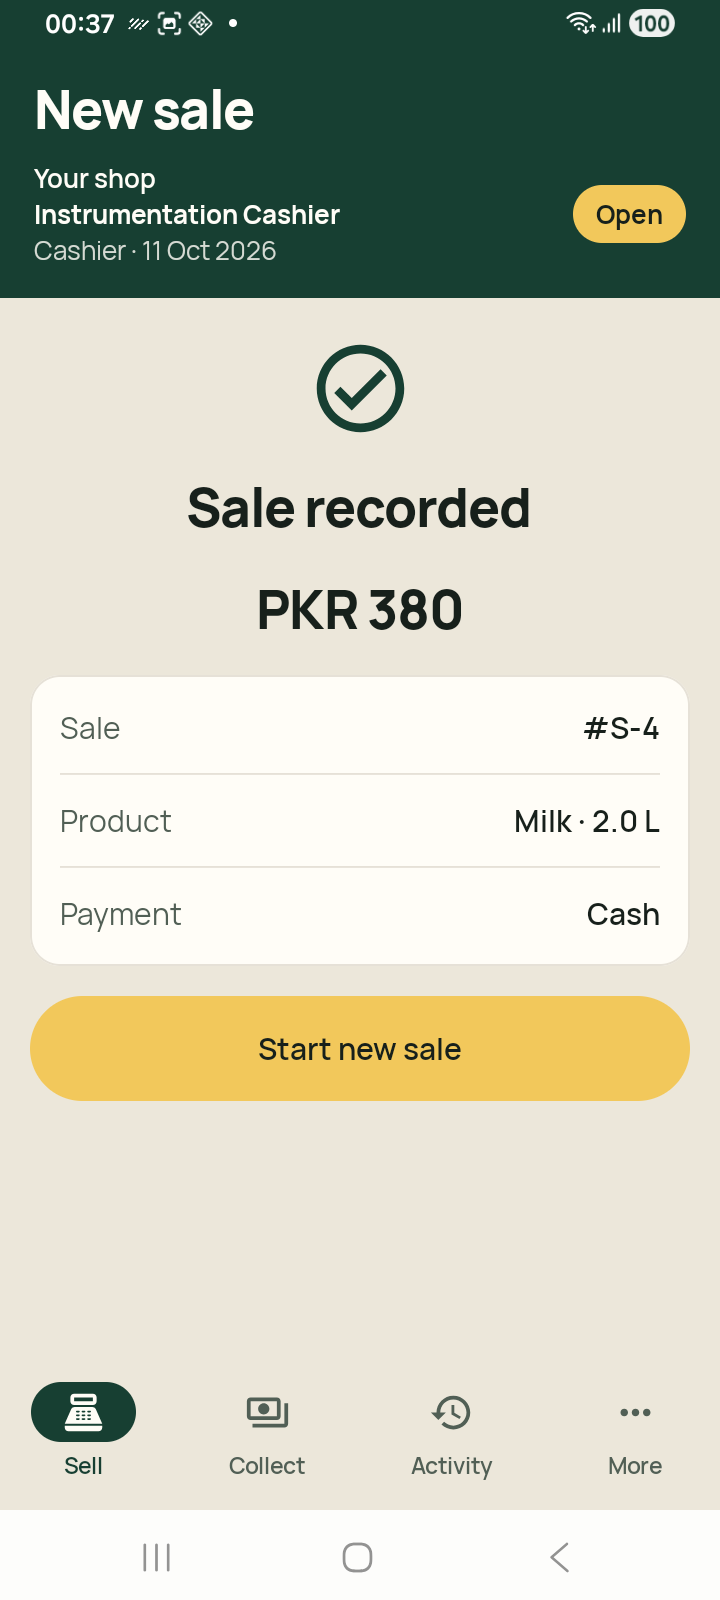 00:37
100
New sale
Your shop
Instrumentation Cashier
Cashier · 11 Oct 2026
Open
Sale recorded
PKR 380
Sale #S-4
Product Milk · 2.0 L
Payment Cash
Start new sale
Sell Collect Activity More